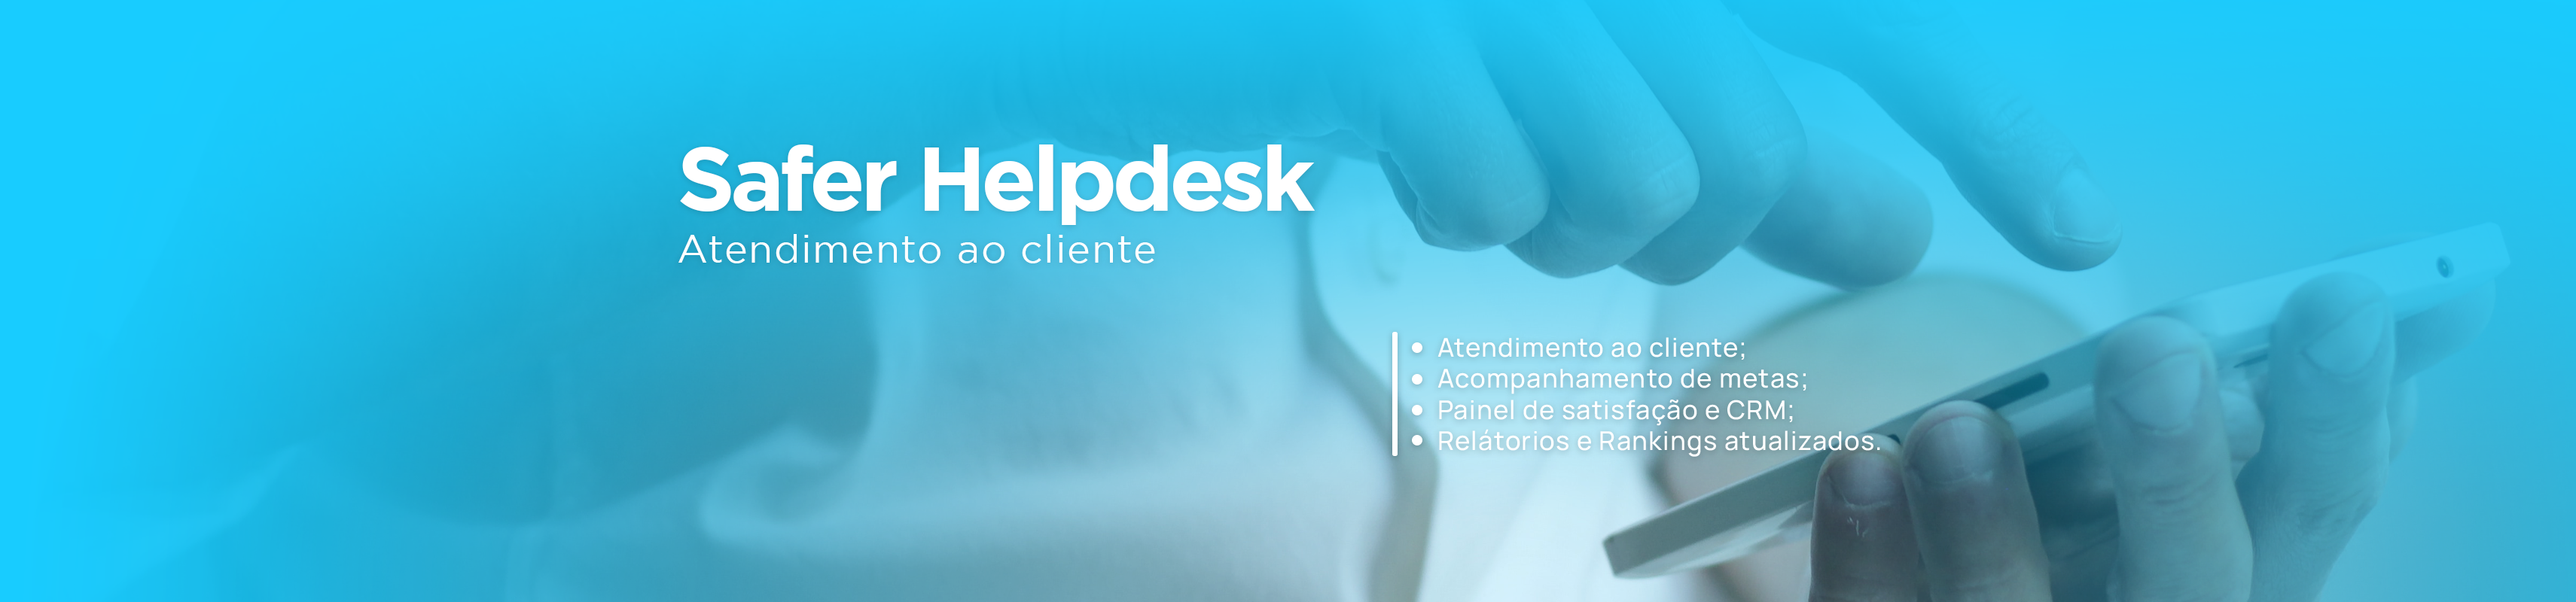 Safer Helpdesk
Atendimento ao cliente
Atendimento ao cliente;
Acompanhamento de metas;
Painel de satisfação e CRM;
Relátorios e Rankings atualizados.